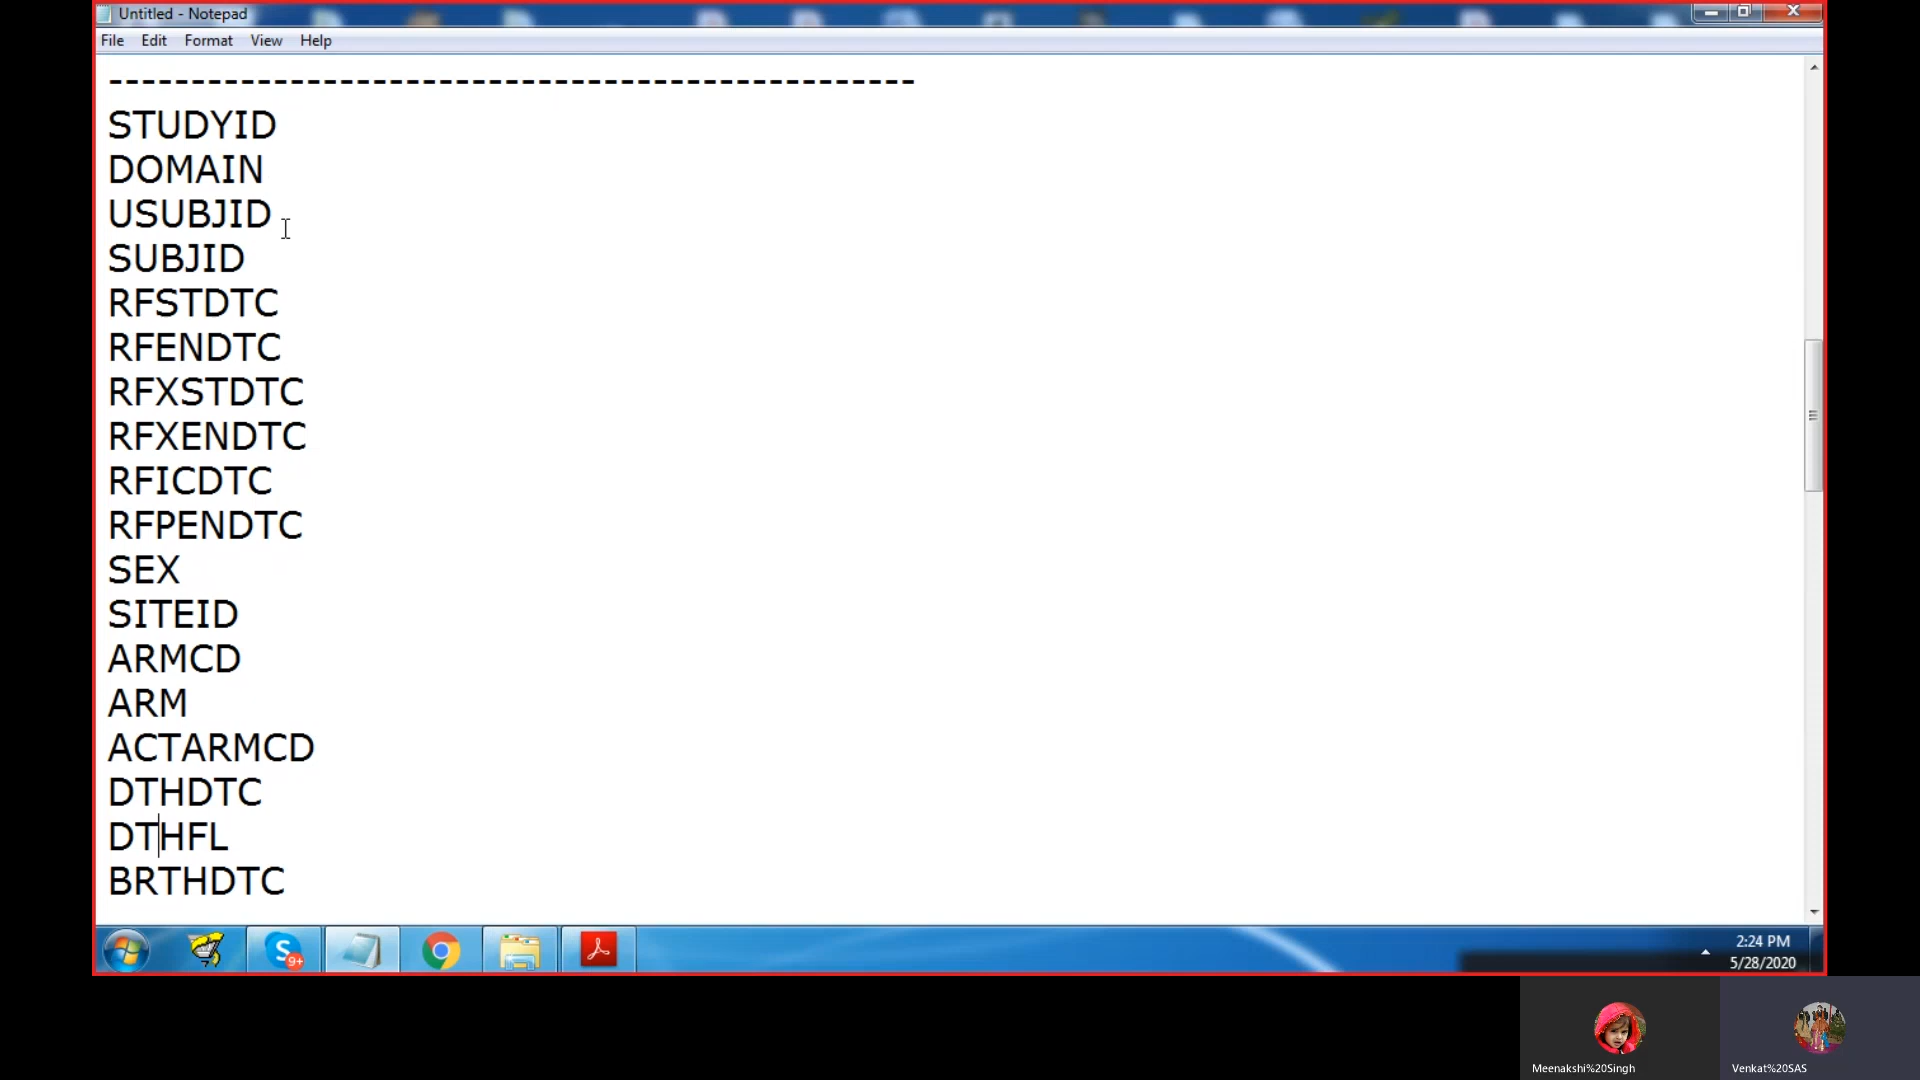 Untitled - Notepad
File Edit Format View Help
-------------------------------------------------
STUDYID
DOMAIN
USUBJID
SUBJID
RFSTDTC
RFENDTC
RFXSTDTC
RFXENDTC
RFICDTC
RFPENDTC
SEX
SITEID
ARMCD
ARM
ACTARMCD
DTHDTC
DTHFL
BRTHDTC
S 9+
2:24 PM
5/28/2020
Meenakshi%20Singh Venkat%20SAS